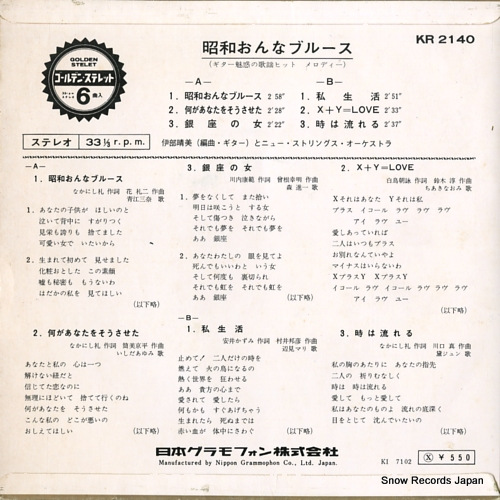 GOLDEN
STELET
ゴールデン・ステレット
6曲入
昭和おんなブルース
(ギター魅惑の歌謡ヒット メロディー)
KR 2140
—A—
1. 昭和おんなブルース 2′58″
2. 何があなたをそうさせた 2′28″
3. 銀座の女 2′22″
—B—
1. 私生活 2′51″
2. X+Y=LOVE 2′33″
3. 時は流れる 2′37″
ステレオ 33⅓ r.p.m.
伊部晴美(編曲・ギター)とニュー・ストリングス・オーケストラ
—A—
1. 昭和おんなブルース
なかにし礼 作詞 花 礼二 作曲
青江三奈 歌
1. あなたの子供が ほしいのと
泣いて背中に すがりつく
見栄も誇りも 捨てました
可愛い女で いたいから
2. 生まれて初めて 見せました
化粧おとした この素顔
嘘も秘密も もうないわ
はだかの私を 見てほしい
(以下略)
2. 何があなたをそうさせた
なかにし礼 作詞 筒美京平 作曲
いしだあゆみ 歌
あなたと私の 心は一つ
解けない紐だと
信じてた恋なのに
無理にほどいて 捨てて行くのね
何があなたを そうさせた
こんな私の どこが悪いの
おしえてほしい (以下略)
3. 銀座の女
川内康範 作詞 曾根幸明 作曲
森 進一 歌
1. 夢をなくして また拾い
明日は咲こうと する女
そして傷つき 泣きながら
それでも夢を それでも夢を
ああ 銀座
2. あなたわたしの 眼を見てよ
死んでもいいわと いう女
そして何度も 裏切られ
それでも虹を それでも虹を
ああ 銀座 (以下略)
—B—
1. 私生活
安井かずみ 作詞 村井邦彦 作曲
辺見マリ 歌
止めて! 二人だけの時を
燃えて 火の鳥になるの
熱く世界を 狂わせる
ああ 貴方の心まで
愛されて 愛したら
何もかも すぐあげちゃう
生まれたら 死ぬまでは
赤い血が 体中にさわぐ (以下略)
2. X+Y=LOVE
白鳥朝詠 作詞 鈴木 淳 作曲
ちあきなおみ 歌
XそれはあなたYそれは私
プラス イコール ラヴ ラヴ ラヴ
アイ ラヴ ユー
愛しあっていれば
二人はいつもプラス
お別れなんていやよ
マイナスはいらないわ
XプラスY XプラスY
イコール ラヴ イコール ラヴ ラヴ ラヴ
アイ ラヴ ユー (以下略)
3. 時は流れる
なかにし礼 作詞 川口 真 作曲
黛ジュン 歌
私の胸のあたりに あなたの指先
二人の 祈りむなしく
時は 時は流れる
愛して もっと愛して
私はあなたのものよ 流れの底深く
目をとじて 沈んでいたいの
(以下略)
日本グラモフォン株式会社
Manufactured by Nippon Grammophon Co., Ltd. Japan.
KI 7102
Ⓧ ¥550
Snow Records Japan